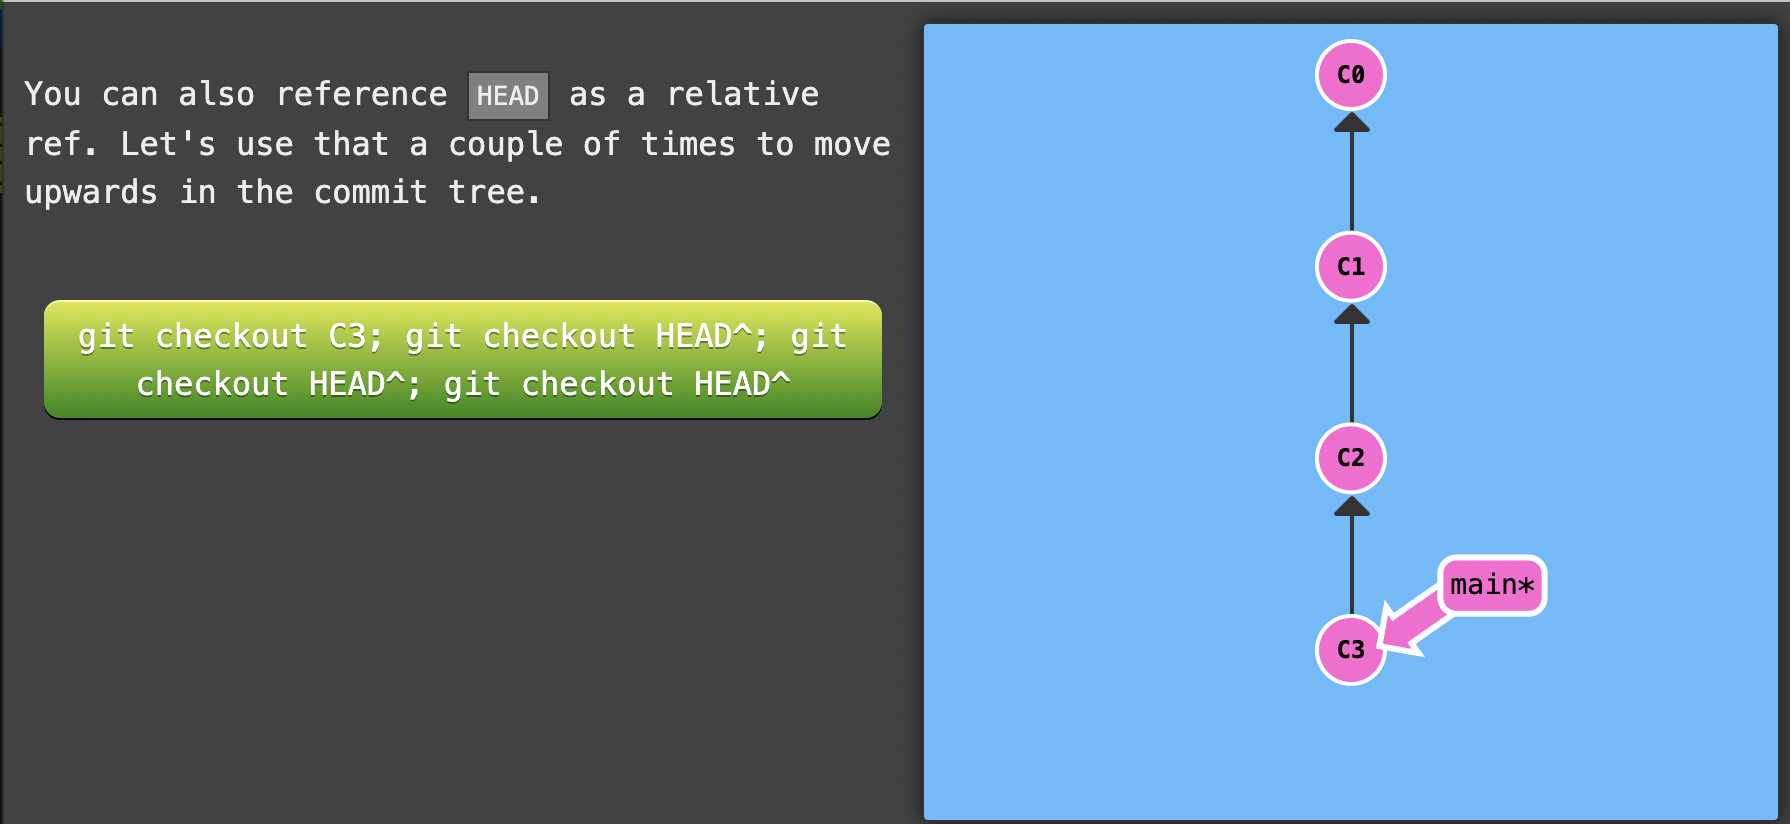 You can also reference HEAD as a relative
ref. Let's use that a couple of times to move
upwards in the commit tree.
git checkout C3; git checkout HEAD^; git
checkout HEAD^; git checkout HEAD^
C0
C1
C2
main*
C3